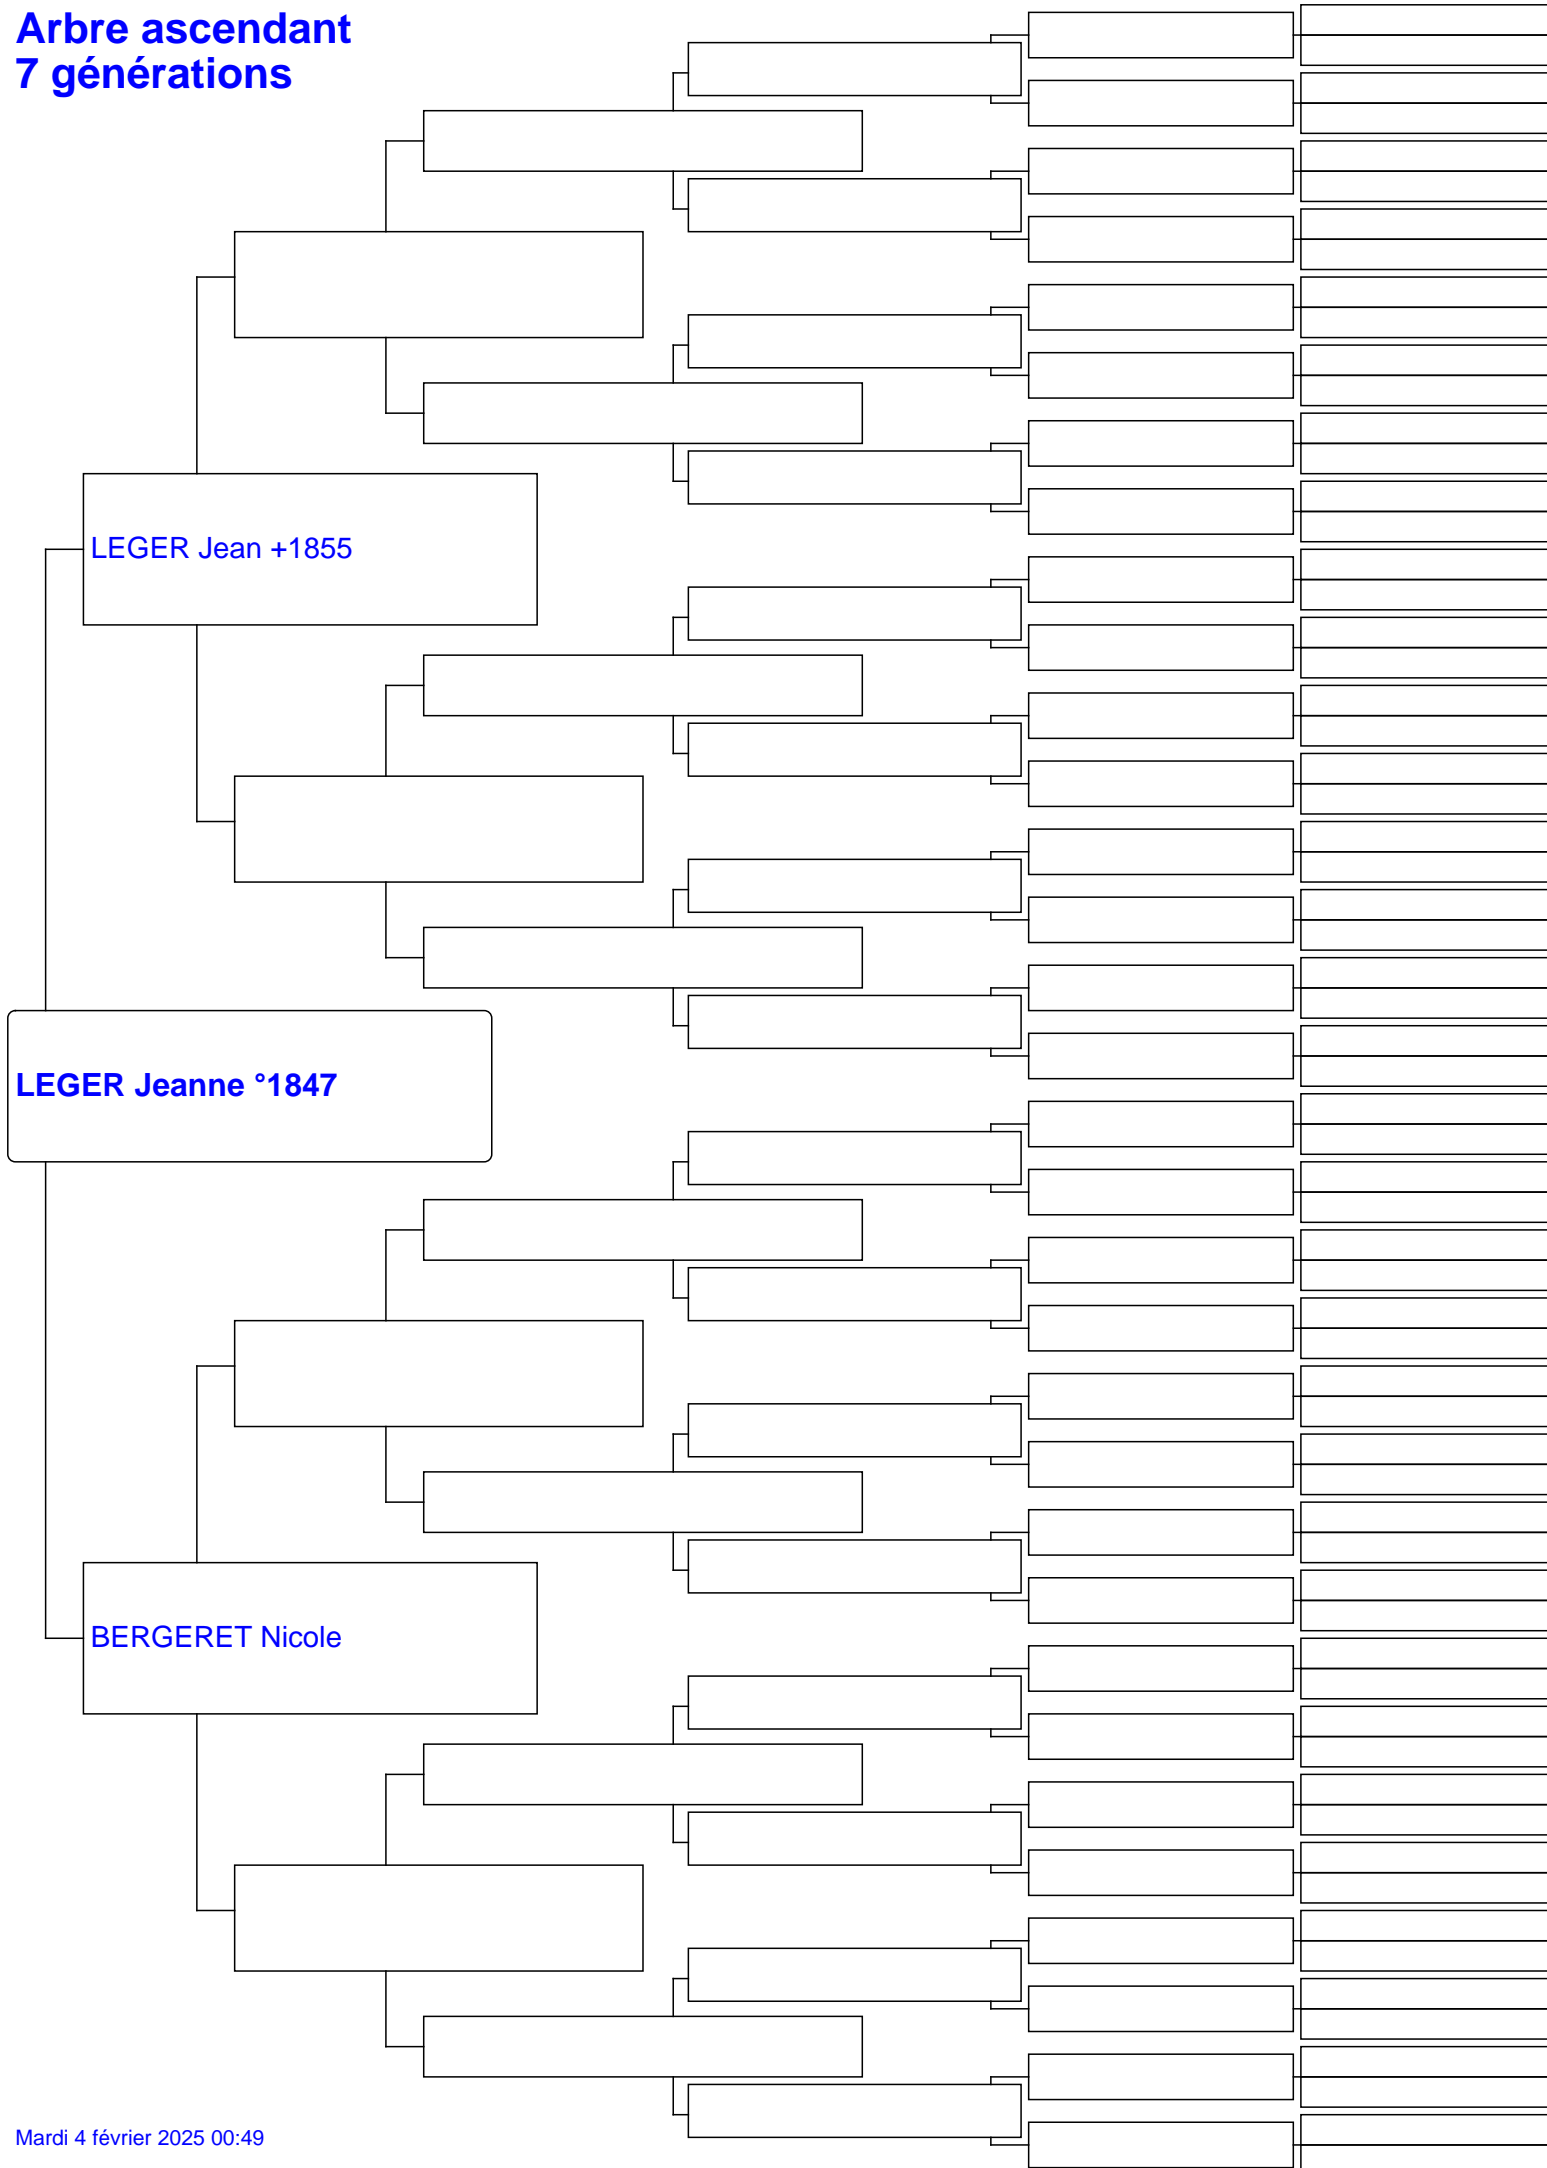 Arbre ascendant
7 générations
LEGER Jean +1855
LEGER Jeanne °1847
BERGERET Nicole
Mardi 4 février 2025 00:49